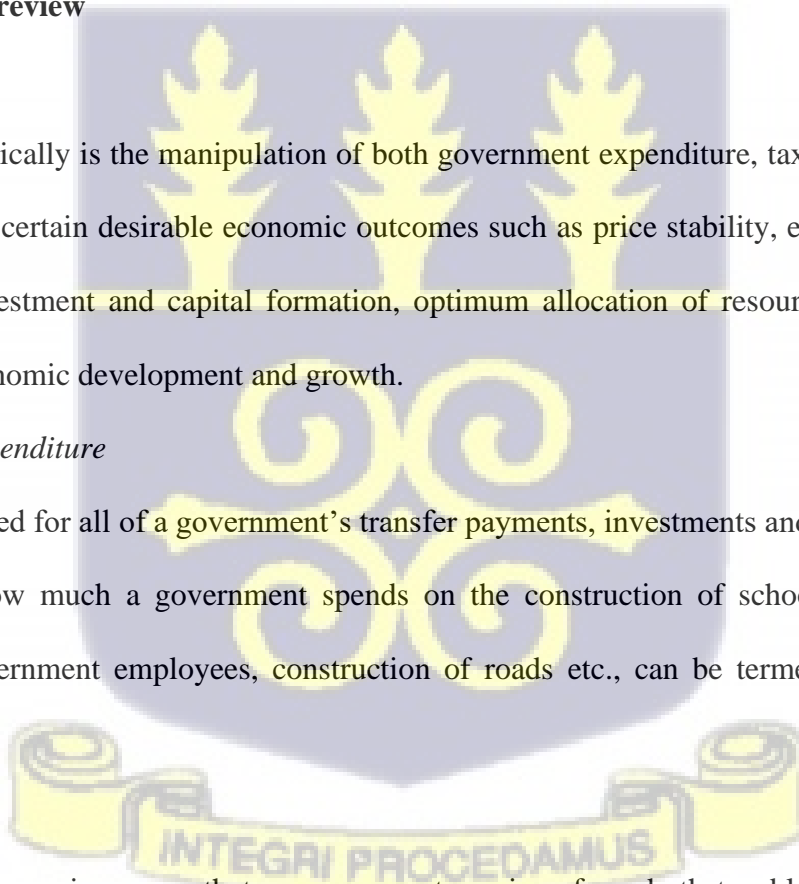 review
ically is the manipulation of both government expenditure, tax
certain desirable economic outcomes such as price stability, e
estment and capital formation, optimum allocation of resour
nomic development and growth.
enditure
ed for all of a government’s transfer payments, investments and
ow much a government spends on the construction of schoo
ernment employees, construction of roads etc., can be terme
INTEGRI PROCEDAMUS